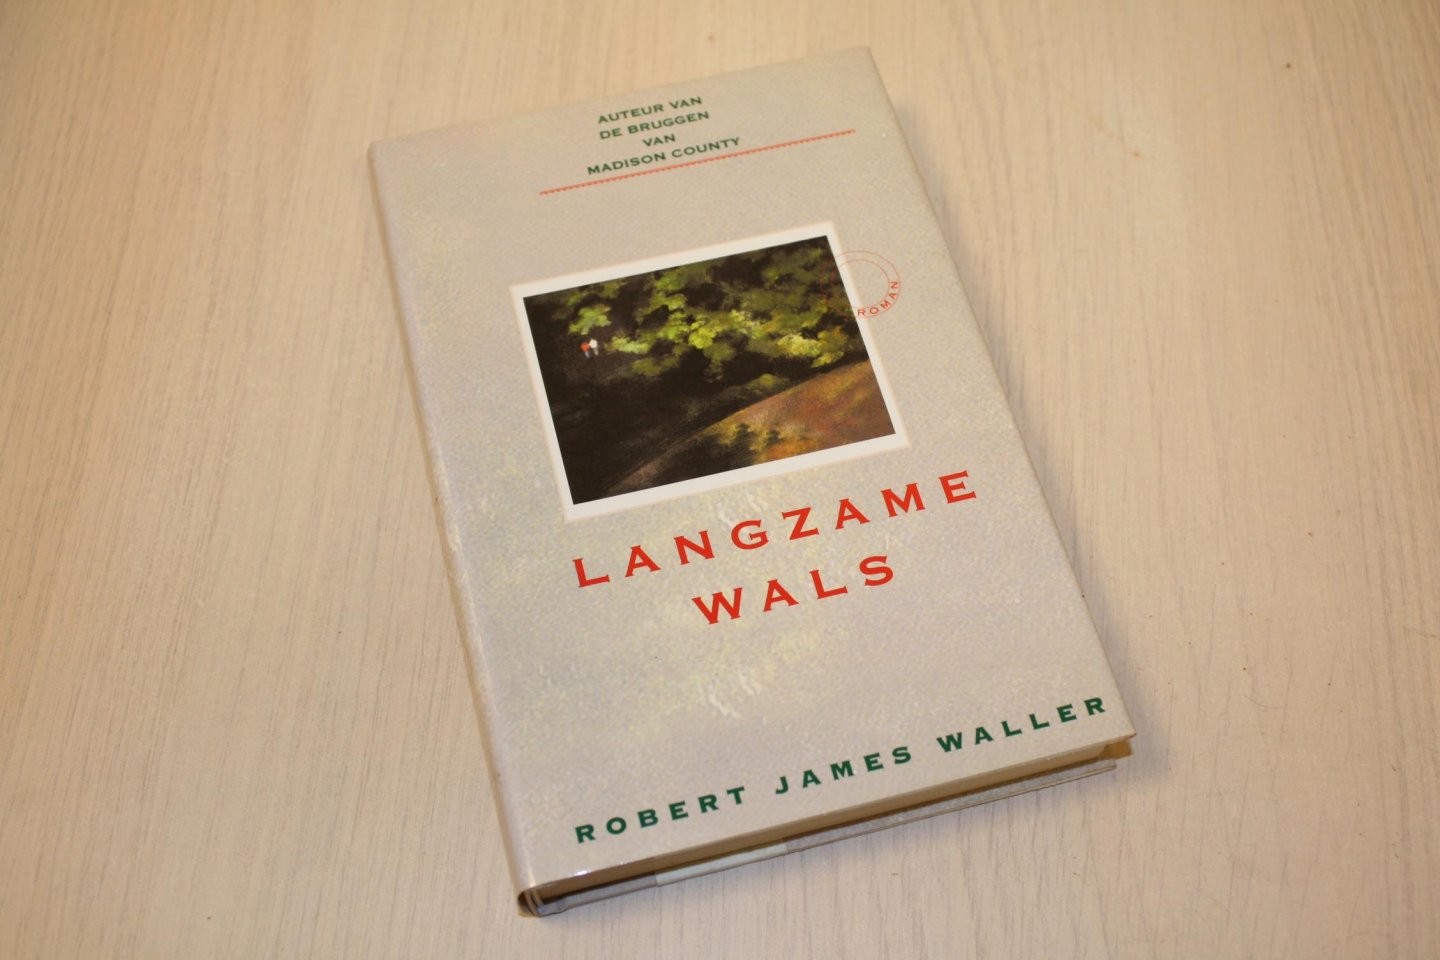 AUTEUR VAN
DE BRUGGEN
VAN
MADISON COUNTY
ROMAN
LANGZAME
WALS
ROBERT JAMES WALLER